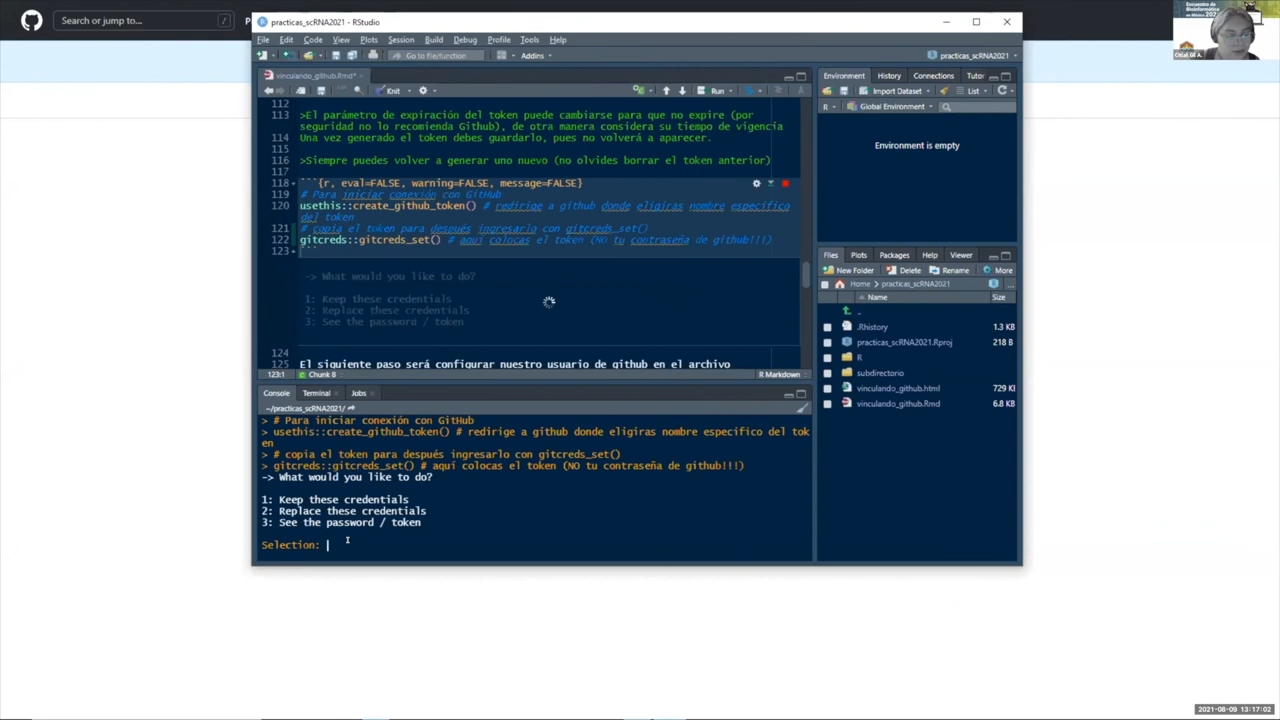 Search or jump to...
/
P
practicas_scRNA2021 - RStudio
File Edit Code View Plots Session Build Debug Profile Tools Help
Go to file/function
Addins
practicas_scRNA2021
vinculando_github.Rmd*
Knit
Run
112
113 >El parámetro de expiración del token puede cambiarse para que no expire (por
seguridad no lo recomienda Github), de otra manera considera su tiempo de vigencia
114 Una vez generado el token debes guardarlo, pues no volverá a aparecer.
115
116 >Siempre puedes volver a generar uno nuevo (no olvides borrar el token anterior)
117
118 ```{r, eval=FALSE, warning=FALSE, message=FALSE}
119 # Para iniciar conexión con GitHub
120 usethis::create_github_token() # redirige a github donde eligiras nombre especifico
del token
121 # copia el token para después ingresarlo con gitcreds_set()
122 gitcreds::gitcreds_set() # aquí colocas el token (NO tu contraseña de github!!!)
123 ```
-> What would you like to do?
1: Keep these credentials
2: Replace these credentials
3: See the password / token
124
125 El siguiente paso será configurar nuestro usuario de github en el archivo
123:1 Chunk 8 R Markdown
Console Terminal Jobs
~/practicas_scRNA2021/
> # Para iniciar conexión con GitHub
> usethis::create_github_token() # redirige a github donde eligiras nombre especifico del tok
en
> # copia el token para después ingresarlo con gitcreds_set()
> gitcreds::gitcreds_set() # aquí colocas el token (NO tu contraseña de github!!!)
-> What would you like to do?
1: Keep these credentials
2: Replace these credentials
3: See the password / token
Selection:
Environment History Connections Tutor
Import Dataset List
R Global Environment
Environment is empty
Files Plots Packages Help Viewer
New Folder Delete Rename More
Home practicas_scRNA2021
Name Size
..
.Rhistory 1.3 KB
practicas_scRNA2021.Rproj 218 B
R
subdirectorio
vinculando_github.html 729 KI
vinculando_github.Rmd 6.8 KB
Encuentro de
Bioinformática
en México 202
2021-08-09 13:17:02